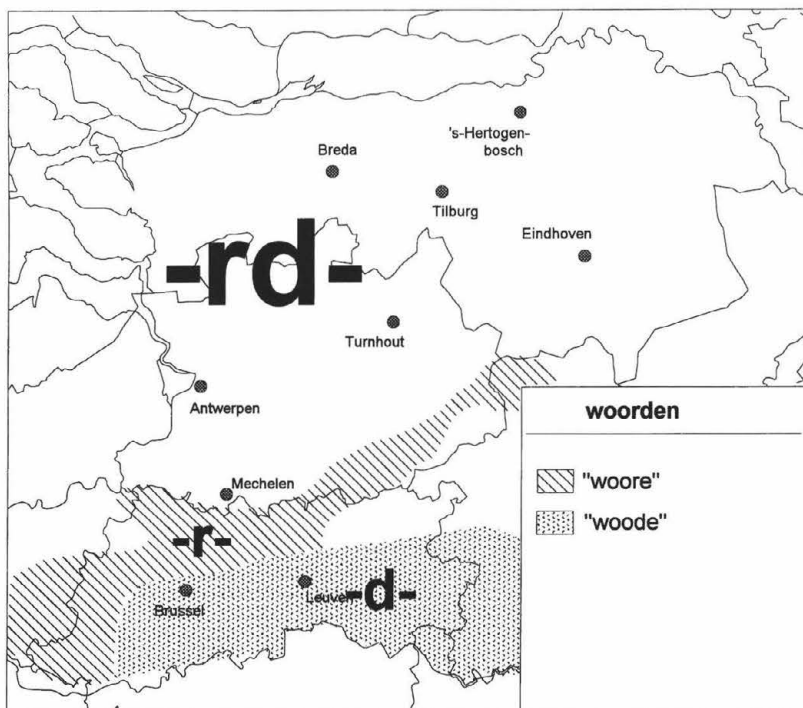 's-Hertogen-
bosch
Breda
Tilburg
Eindhoven
-rd-
Turnhout
Antwerpen
Mechelen
-r-
Brussel
Leuven
-d-
woorden
"woore"
"woode"